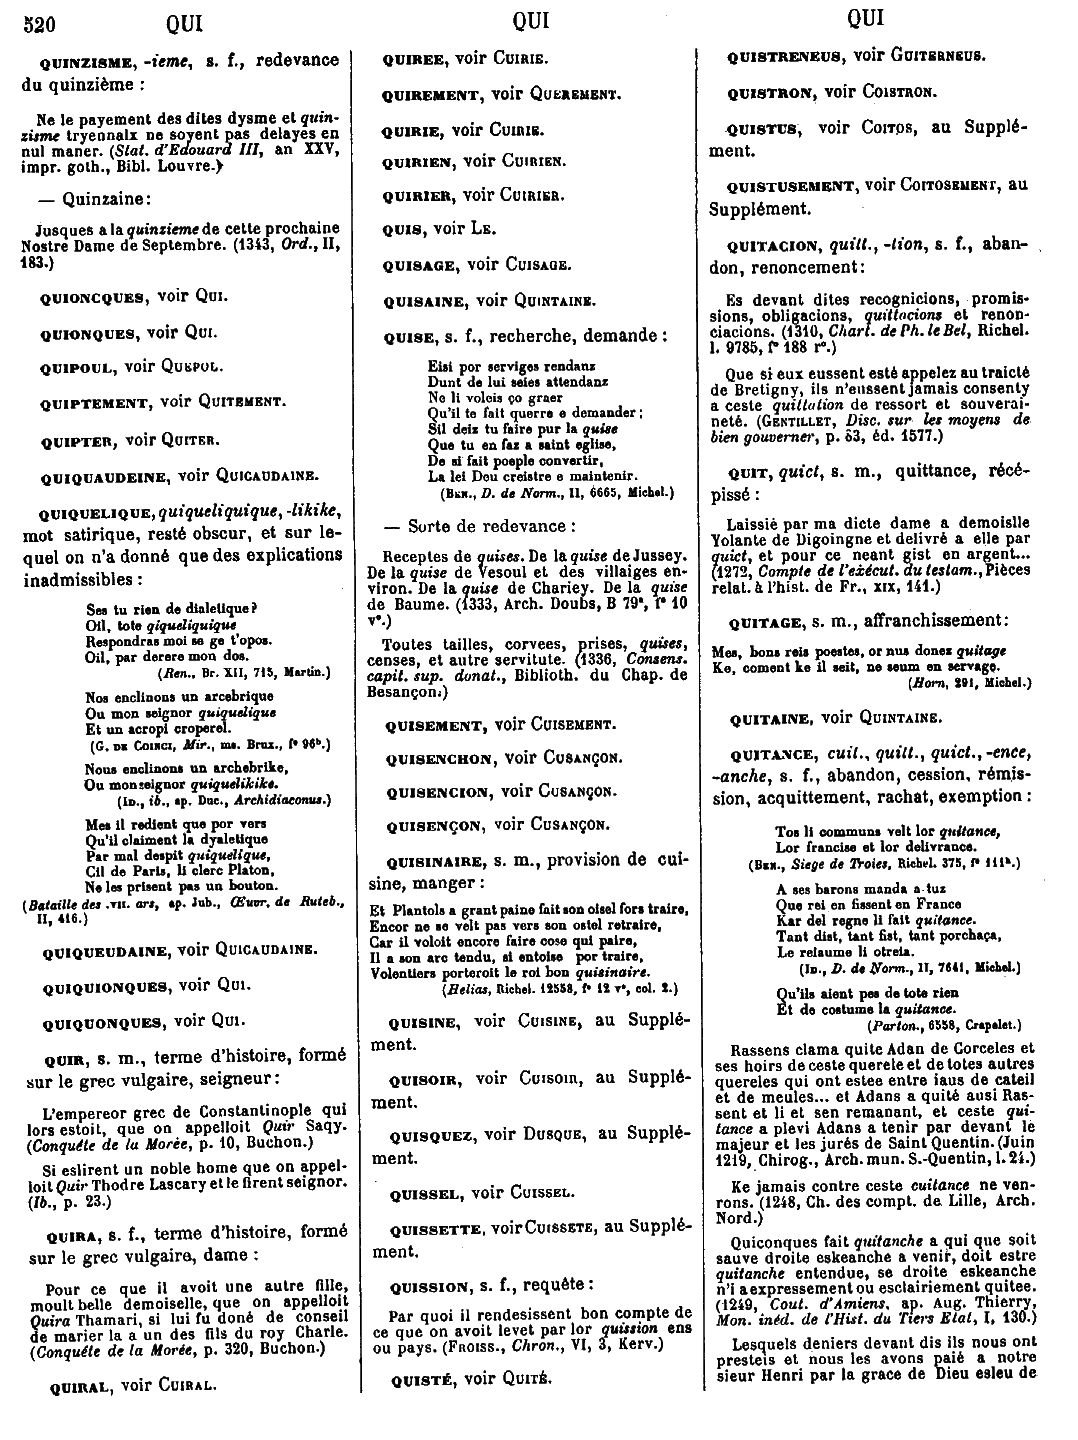 520 QUI QUI QUI
QUINZISME, -ieme, s. f., redevance
du quinzième :
Ne le payement des dites dysme et quin-
zisme tryennalx ne soyent pas delayes en
nul maner. (Stat. d'Edouard III, an XXV,
impr. goth., Bibl. Louvre.)
— Quinzaine :
Jusques a la quinzieme de cette prochaine
Nostre Dame de Septembre. (1343, Ord., II,
183.)
QUIONCQUES, voir QUI.
QUIONQUES, voir QUI.
QUIPOUL, voir QUEPOL.
QUIPTEMENT, voir QUITEMENT.
QUIPTER, voir QUITER.
QUIQUAUDEINE, voir QUICAUDAINE.
QUIQUELIQUE, quiqueliquique, -likike,
mot satirique, resté obscur, et sur le-
quel on n'a donné que des explications
inadmissibles :
Ses tu rien de dialetique?
Oil, tote qiqueliquique
Respondras moi se ge t'opos.
Oil, par derere mon dos.
(Ren., Br. XII, 715, Martin.)
Nos enclinons un arcebrique
Ou mon seignor quiquelique
Et un acropi croperel.
(G. DE COINCI, Mir., ms. Brux., f° 96b.)
Nous enclinons un archebrike,
Ou monseignor quiquelikike.
(ID., ib., ap. Duc., Archidiaconus.)
Mes il redient que por vers
Qu'il claiment la dyaletique
Par mal despit quiquelique,
Cil de Paris, li clerc Platon,
Ne les prisent pas un bouton.
(Bataille des .vii. ars, ap. Jub., Œuvr. de Ruteb.,
II, 416.)
QUIQUEUDAINE, voir QUICAUDAINE.
QUIQUIONQUES, voir QUI.
QUIQUONQUES, voir QUI.
QUIR, s. m., terme d'histoire, formé
sur le grec vulgaire, seigneur :
L'empereor grec de Constantinople qui
lors estoit, que on appelloit Quir Saqy.
(Conquête de la Morée, p. 10, Buchon.)
Si eslirent un noble home que on appel-
loit Quir Thodre Lascary et le firent seignor.
(Ib., p. 23.)
QUIRA, s. f., terme d'histoire, formé
sur le grec vulgaire, dame :
Pour ce que il avoit une autre fille,
moult belle demoiselle, que on appelloit
Quira Thamari, si lui fu doné de conseil
de marier la a un des fils du roy Charle.
(Conquête de la Morée, p. 320, Buchon.)
QUIRAL, voir CUIRAL.
QUIREE, voir CUIRIE.
QUIREMENT, voir QUEREMENT.
QUIRIE, voir CUIRIE.
QUIRIEN, voir CUIRIEN.
QUIRIER, voir CUIRIER.
QUIS, voir LE.
QUISAGE, voir CUISAGE.
QUISAINE, voir QUINTAINE.
QUISE, s. f., recherche, demande :
Eisi por serviges rendanz
Dunt de lui seies attendanz
Ne li voleis ço graer
Qu'il te fait querre e demander ;
Sil deiz tu faire pur la quise
Que tu en faz a saint eglise,
De si fait poeple convertir,
La lei Deu creistre e maintenir.
(BEN., D. de Norm., II, 6665, Michel.)
— Sorte de redevance :
Receptes de quises. De la quise de Jussey.
De la quise de Vesoul et des villaiges en-
viron. De la quise de Chariey. De la quise
de Baume. (1333, Arch. Doubs, B 79a, f° 10
v°.)
Toutes tailles, corvees, prises, quises,
censes, et autre servitute. (1336, Consens.
capit. sup. donat., Biblioth. du Chap. de
Besançon.)
QUISEMENT, voir CUISEMENT.
QUISENCHON, voir CUSANÇON.
QUISENCION, voir CUSANÇON.
QUISENÇON, voir CUSANÇON.
QUISINAIRE, s. m., provision de cui-
sine, manger :
Et Plantols a grant paine fait son oisel fors traire,
Encor ne se velt pas vers son ostel retraire,
Car il voloit encore faire cose qui paire,
Il a son arc tendu, si entoise por traire,
Volentiers porteroit le roi bon quisinaire.
(Helias, Richel. 12558, f° 12 v°, col. 2.)
QUISINE, voir CUISINE, au Supplé-
ment.
QUISOIR, voir CUISOIR, au Supplé-
ment.
QUISQUEZ, voir DUSQUE, au Supplé-
ment.
QUISSEL, voir CUISSEL.
QUISSETTE, voir CUISSETE, au Supplé-
ment.
QUISSION, s. f., requête :
Par quoi il rendesissent bon compte de
ce que on avoit levet par lor quission ens
ou pays. (FROISS., Chron., VI, 3, Kerv.)
QUISTÉ, voir QUITÉ.
QUISTRENEUS, voir GUITERNEUS.
QUISTRON, voir COISTRON.
QUISTUS, voir COITOS, au Supplé-
ment.
QUISTUSEMENT, voir COITOSEMENT, au
Supplément.
QUITACION, quitt., -tion, s. f., aban-
don, renoncement :
Es devant dites recognicions, promis-
sions, obligacions, quittacions et renon-
ciacions. (1310, Chart. de Ph. le Bel, Richel.
l. 9785, f° 188 r°.)
Que si eux eussent esté appelez au traicté
de Bretigny, ils n'eussent jamais consenty
a ceste quittation de ressort et souverai-
neté. (GENTILLET, Disc. sur les moyens de
bien gouverner, p. 53, éd. 1577.)
QUIT, quict, s. m., quittance, récé-
pissé :
Laissié par ma dicte dame a demoislle
Yolante de Digoingne et delivré a elle par
quict, et pour ce neant gist en argent...
(1272, Compte de l'exécut. du testam., Pièces
relat. à l'hist. de Fr., XIX, 141.)
QUITAGE, s. m., affranchissement :
Mes, bons reis poestes, or nus donez quitage
Ke, coment ke il seit, ne seum en servage.
(Horn, 291, Michel.)
QUITAINE, voir QUINTAINE.
QUITANCE, cuit., quitt., quict., -ence,
-anche, s. f., abandon, cession, rémis-
sion, acquittement, rachat, exemption :
Tos li communs velt lor quitance,
Lor francise et lor delivrance.
(BEN., Siege de Troies, Richel. 375, f° 111b.)
A ses barons manda a tuz
Que rei en fissent en France
Kar del regne li fait quitance.
Tant dist, tant fist, tant porchaça,
Le reiaume li otreia.
(ID., D. de Norm., II, 7641, Michel.)
Qu'ils aient pes de tote rien
Et de costume la quitance.
(Parton., 6558, Crapelet.)
Rassens clama quite Adan de Gorceles et
ses hoirs de ceste querele et de totes autres
quereles qui ont estee entre iaus de cateil
et de meules... et Adans a quité ausi Ras-
sent et li et sen remanant, et ceste qui-
tance a plevi Adans a tenir par devant le
majeur et les jurés de Saint Quentin. (Juin
1219, Chirog., Arch. mun. S.-Quentin, l. 24.)
Ke jamais contre ceste cuitance ne ven-
rons. (1248, Ch. des compt. de Lille, Arch.
Nord.)
Quiconques fait quitanche a qui que soit
sauve droite eskeanche a venir, doit estre
quitanche entendue, se droite eskeanche
n'i a expressement ou esclairiement quitee.
(1249, Cout. d'Amiens, ap. Aug. Thierry,
Mon. inéd. de l'Hist. du Tiers Etat, I, 130.)
Lesquels deniers devant dis ils nous ont
presteis et nous les avons paié a notre
sieur Henri par la grace de Dieu esleu de